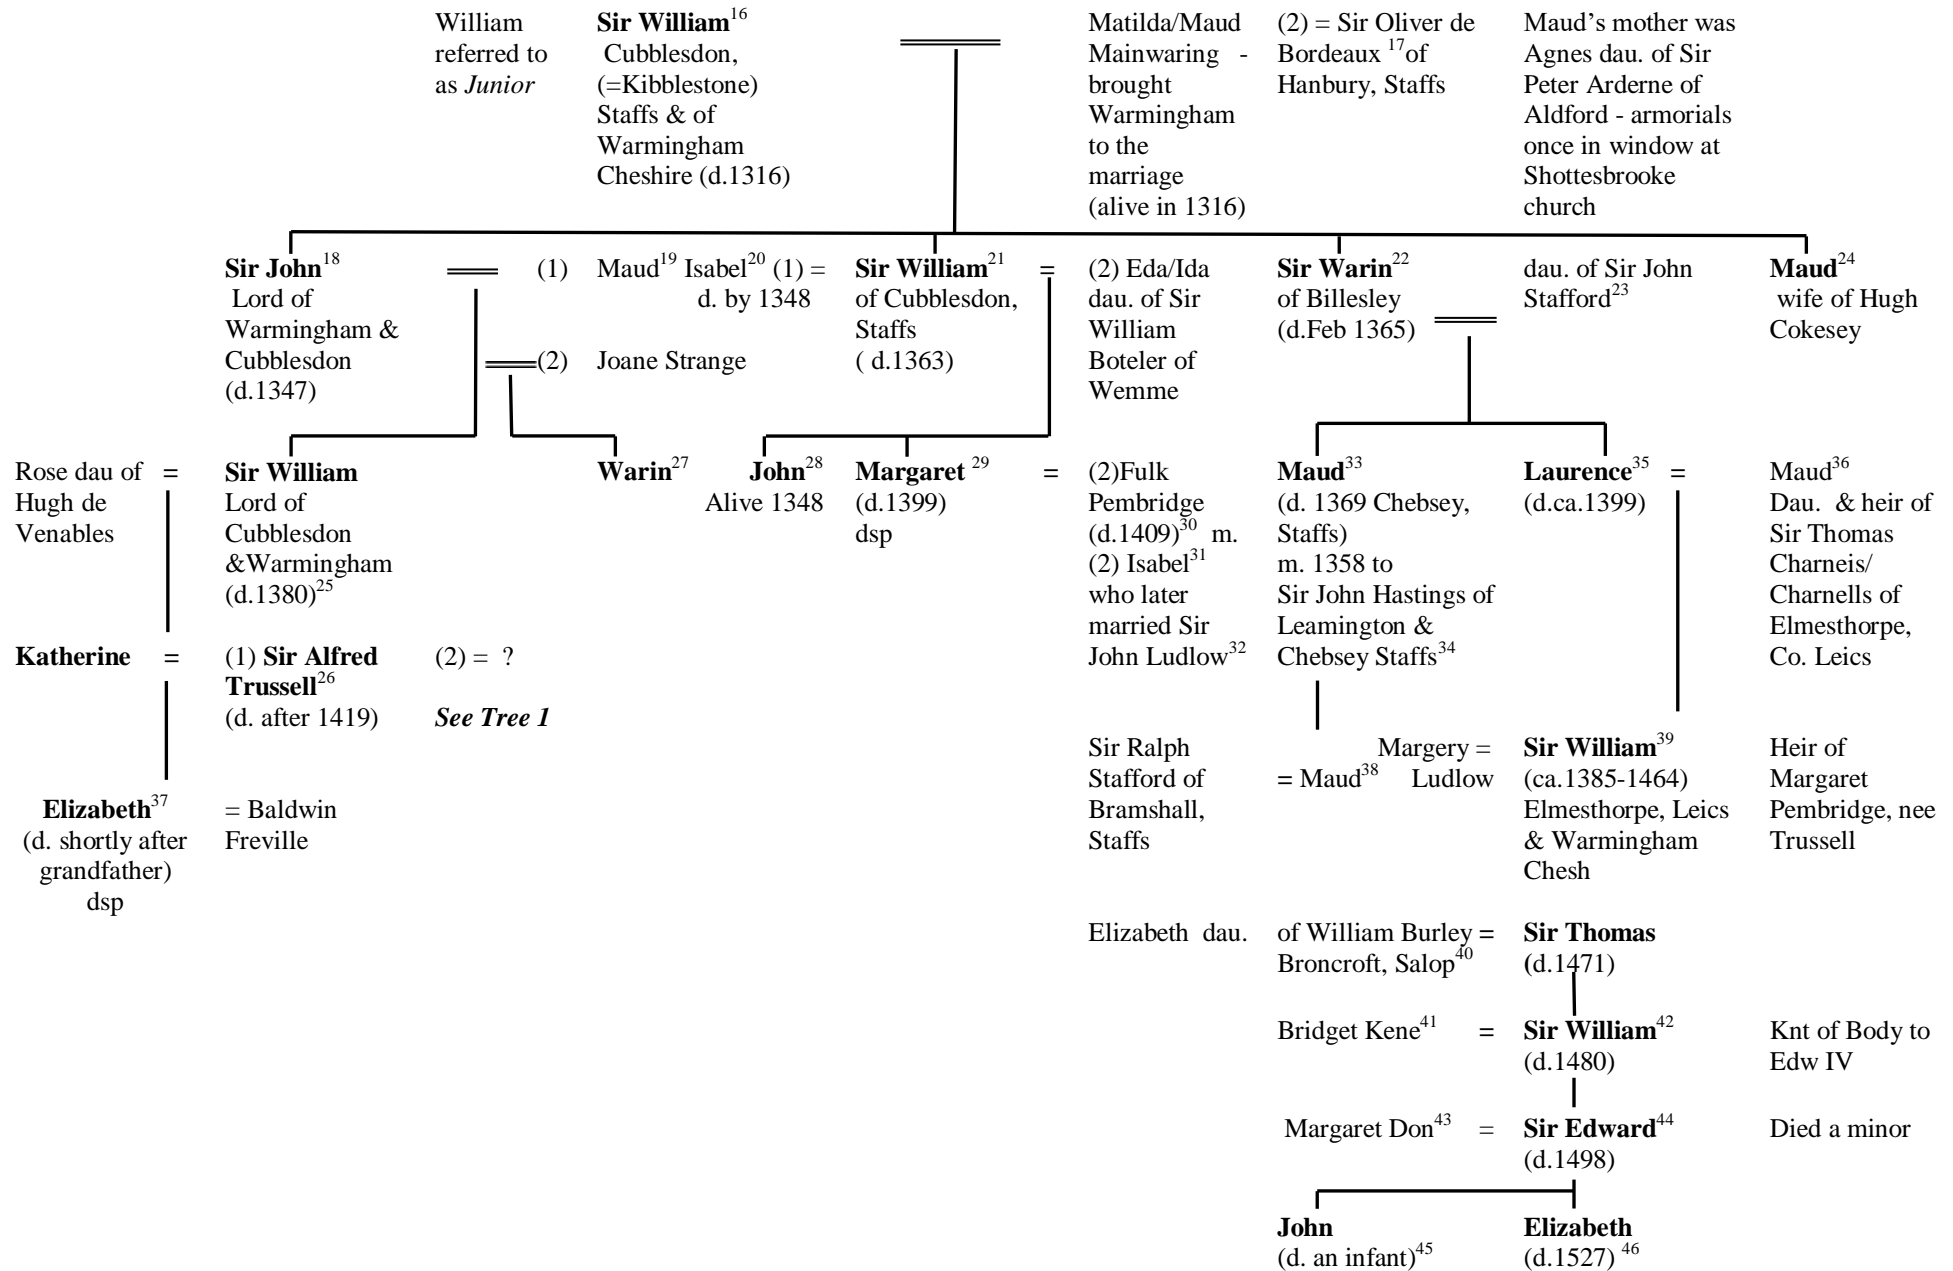 William
referred to
as Junior
Sir William16
Cubblesdon,
(=Kibblestone)
Staffs & of
Warmingham
Cheshire (d.1316)
Matilda/Maud
Mainwaring -
brought
Warmingham
to the
marriage
(alive in 1316)
(2) = Sir Oliver de
Bordeaux 17of
Hanbury, Staffs
Maud’s mother was
Agnes dau. of Sir
Peter Arderne of
Aldford - armorials
once in window at
Shottesbrooke
church
Sir John18
Lord of
Warmingham &
Cubblesdon
(d.1347)
(1)
(2)
Maud19 Isabel20 (1) =
d. by 1348
Joane Strange
Sir William21
of Cubblesdon,
Staffs
( d.1363)
=
(2) Eda/Ida
dau. of Sir
William
Boteler of
Wemme
Sir Warin22
of Billesley
(d.Feb 1365)
dau. of Sir John
Stafford23
Maud24
wife of Hugh
Cokesey
Rose dau of =
Hugh de
Venables
Sir William
Lord of
Cubblesdon
&Warmingham
(d.1380)25
Warin27
John28
Alive 1348
Margaret 29
(d.1399)
dsp
=
(2)Fulk
Pembridge
(d.1409)30 m.
(2) Isabel31
who later
married Sir
John Ludlow32
Maud33
(d. 1369 Chebsey,
Staffs)
m. 1358 to
Sir John Hastings of
Leamington &
Chebsey Staffs34
Laurence35 =
(d.ca.1399)
Maud36
Dau. & heir of
Sir Thomas
Charneis/
Charnells of
Elmesthorpe,
Co. Leics
Katherine =
(1) Sir Alfred
Trussell26
(d. after 1419)
(2) = ?
See Tree 1
Sir Ralph
Stafford of
Bramshall,
Staffs
Margery =
= Maud38 Ludlow
Sir William39
(ca.1385-1464)
Elmesthorpe, Leics
& Warmingham
Chesh
Heir of
Margaret
Pembridge, nee
Trussell
Elizabeth37
(d. shortly after
grandfather)
dsp
= Baldwin
Freville
Elizabeth dau.
of William Burley =
Broncroft, Salop40
Sir Thomas
(d.1471)
Bridget Kene41 =
Sir William42
(d.1480)
Knt of Body to
Edw IV
Margaret Don43 =
Sir Edward44
(d.1498)
Died a minor
John
(d. an infant)45
Elizabeth
(d.1527) 46